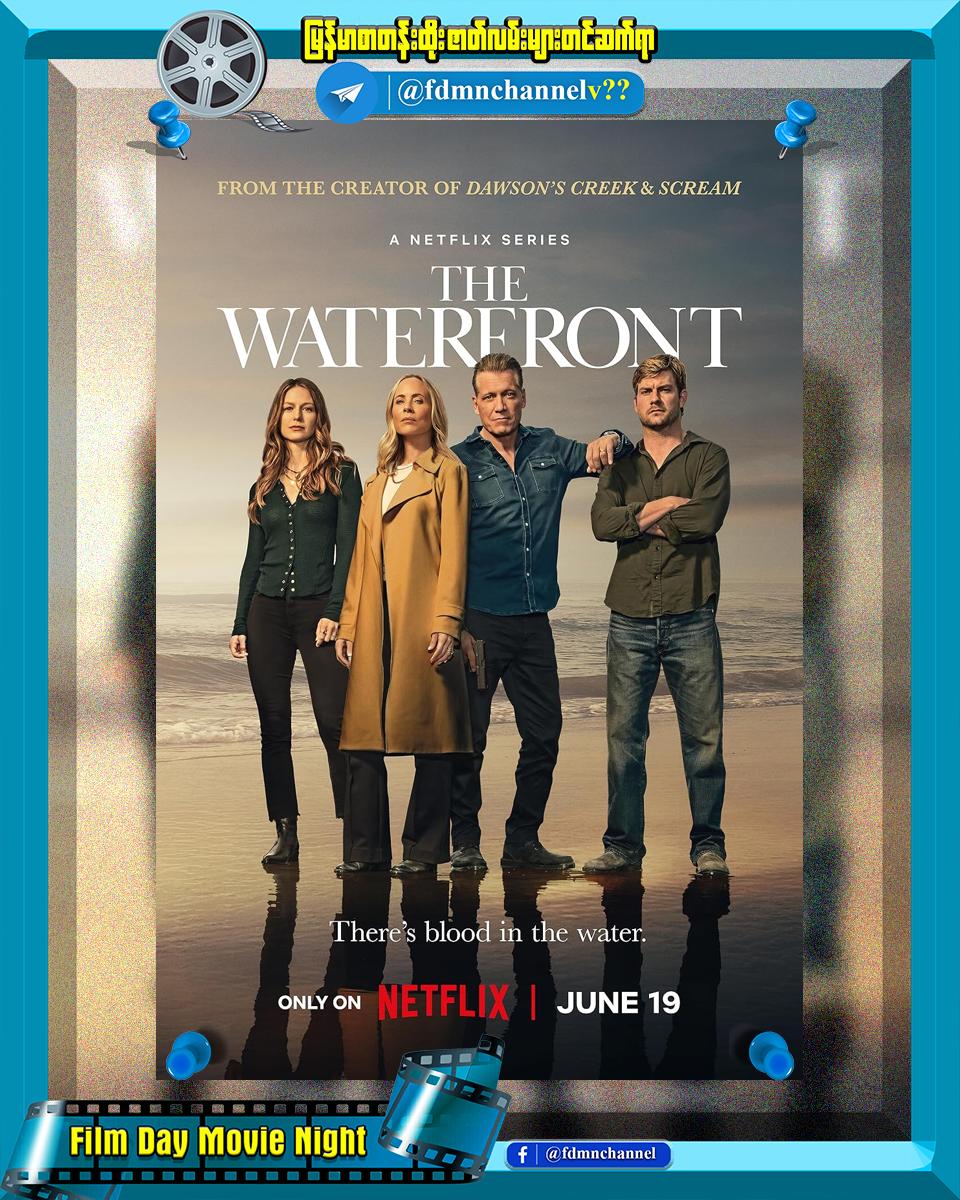 မြန်မာစာတန်းထိုးဇာတ်လမ်းများတင်ဆက်ရာ
@fdmnchannelv??
FROM THE CREATOR OF DAWSON'S CREEK & SCREAM
A NETFLIX SERIES
THE
WATERFRONT
There's blood in the water.
ONLY ON NETFLIX | JUNE 19
Film Day Movie Night
@fdmnchannel